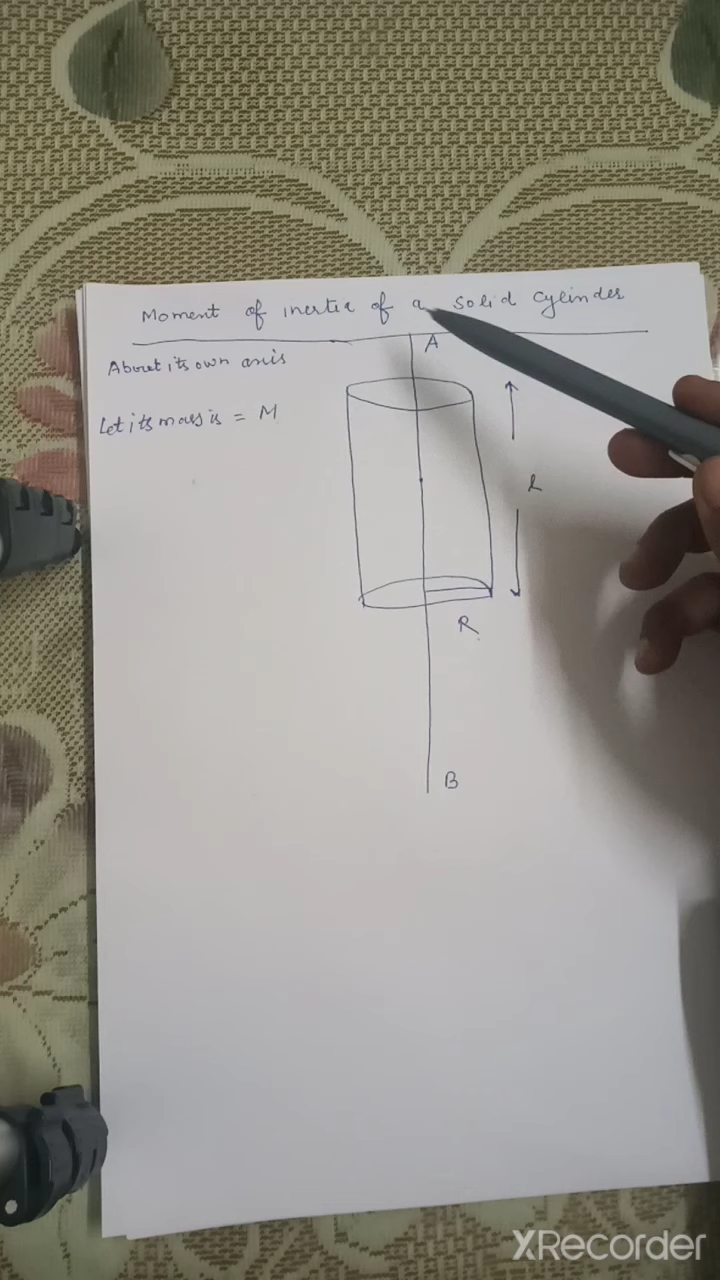 Moment of inertia of a solid cylinder
A
About its own axis
Let its mass is = M
L
R
B
XRecorder